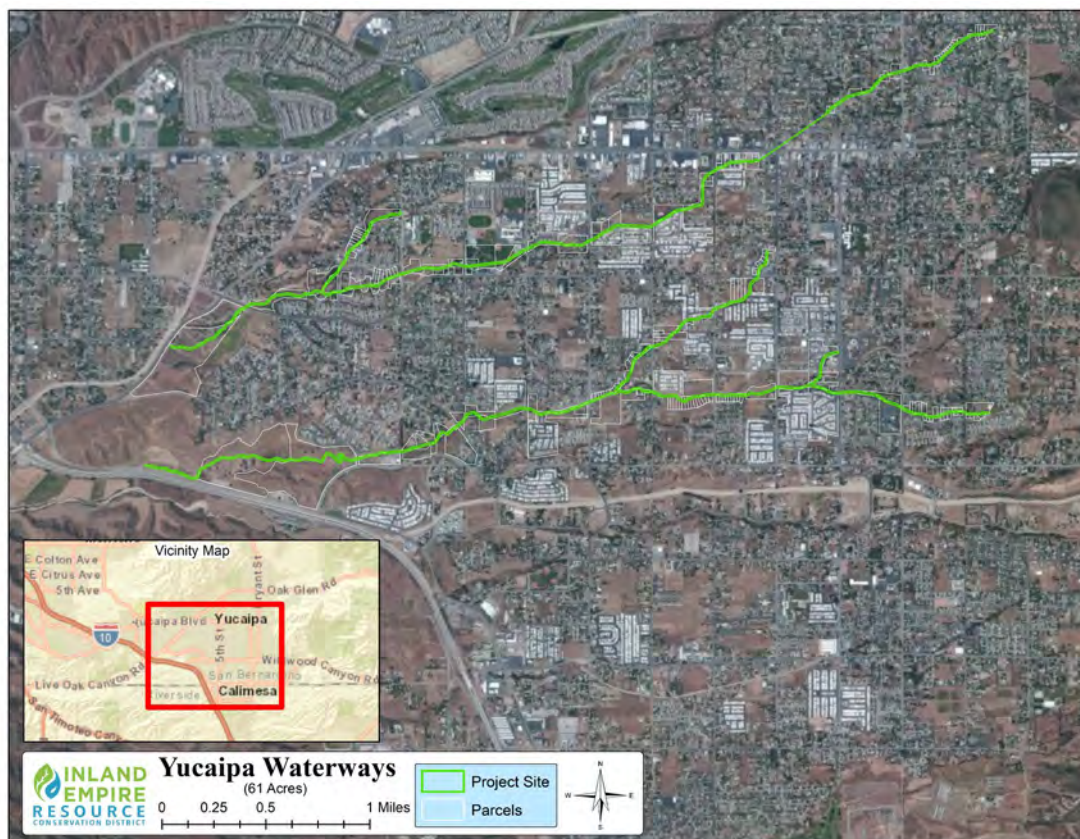 Vicinity Map
E Colton Ave
E Citrus Ave
5th Ave
ryant St
Oak Glen Rd
Yucaipa Blvd
Yucaipa
10
5th St
Wildwood Canyon Rd
San Bernardino
Live Oak Canyon Rd
Riverside
Calimesa
San Timoteo Cany
INLAND
EMPIRE
RESOURCE
CONSERVATION DISTRICT
Yucaipa Waterways
(61 Acres)
0 0.25 0.5 1 Miles
Project Site
Parcels
N
W E
S